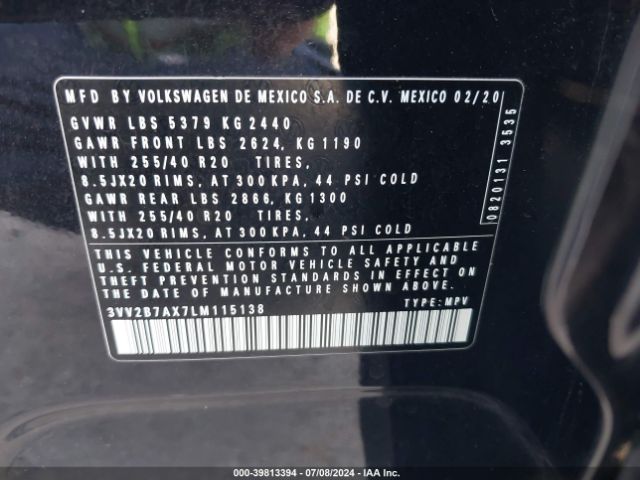 MFD BY VOLKSWAGEN DE MEXICO S.A. DE C.V. MEXICO 02/20
GVWR LBS 5379 KG 2440
GAWR FRONT LBS 2624, KG 1190
WITH 255/40 R20 TIRES,
8.5JX20 RIMS, AT 300 KPA, 44 PSI COLD
GAWR REAR LBS 2866, KG 1300
WITH 255/40 R20 TIRES,
8.5JX20 RIMS, AT 300 KPA, 44 PSI COLD
THIS VEHICLE CONFORMS TO ALL APPLICABLE
U.S. FEDERAL MOTOR VEHICLE SAFETY AND
THEFT PREVENTION STANDARDS IN EFFECT ON
THE DATE OF MANUFACTURE SHOWN ABOVE.
3VV2B7AX7LM115138 TYPE: MPV
0820131 3535
000-39813394 - 07/08/2024 - IAA Inc.